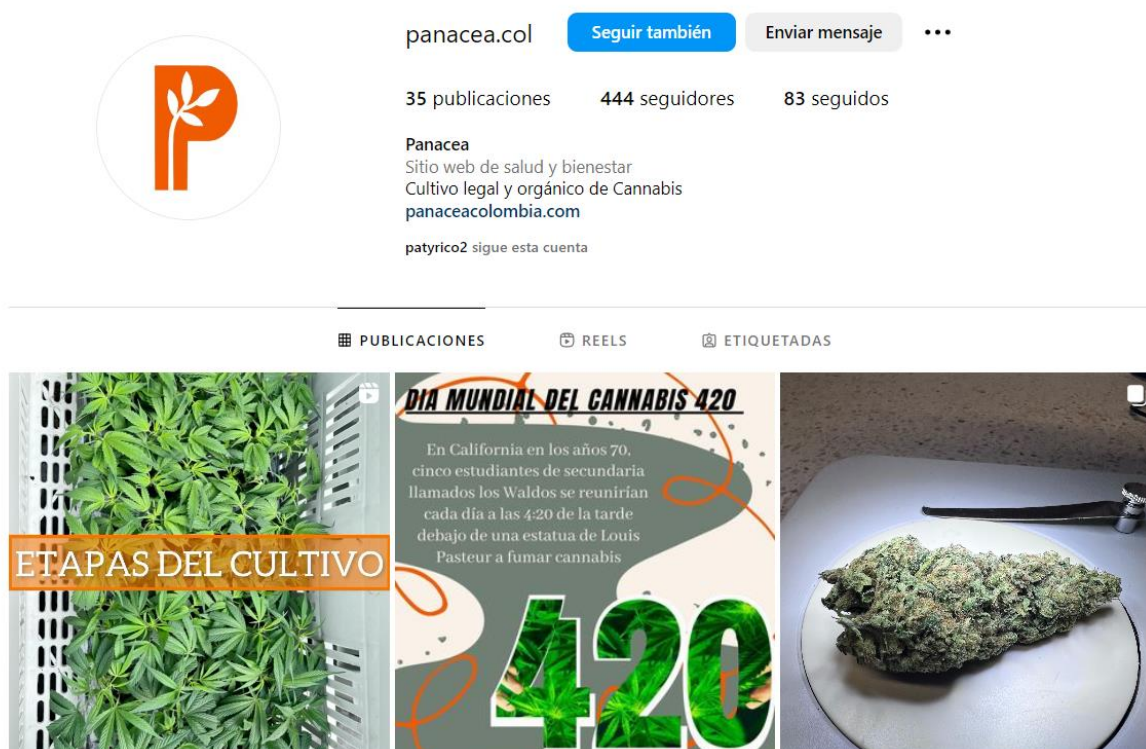 panacea.col Seguir también Enviar mensaje
35 publicaciones 444 seguidores 83 seguidos
Panacea
Sitio web de salud y bienestar
Cultivo legal y orgánico de Cannabis
panaceacolombia.com
patyrico2 sigue esta cuenta
PUBLICACIONES REELS ETIQUETADAS
ETAPAS DEL CULTIVO
DIA MUNDIAL DEL CANNABIS 420
En California en los años 70,
cinco estudiantes de secundaria
llamados los Waldos se reunirían
cada día a las 4:20 de la tarde
debajo de una estatua de Louis
Pasteur a fumar cannabis
420